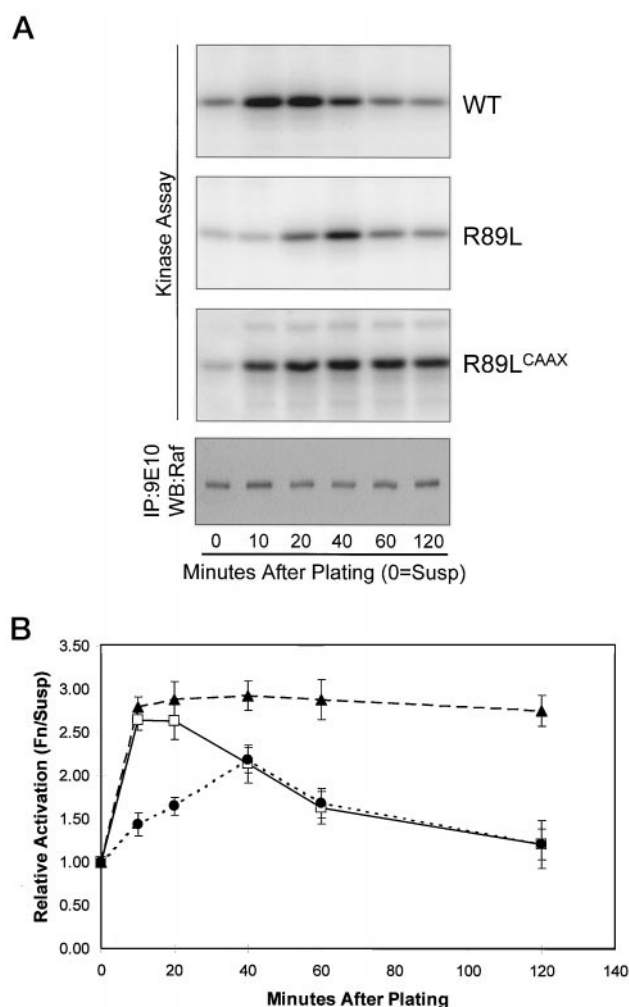 A
Kinase Assay
WT
R89L
R89L^CAAX
IP:9E10
WB:Raf
0 10 20 40 60 120
Minutes After Plating (0=Susp)
B
Relative Activation (Fn/Susp)
3.50
3.00
2.50
2.00
1.50
1.00
0.50
0.00
0 20 40 60 80 100 120 140
Minutes After Plating